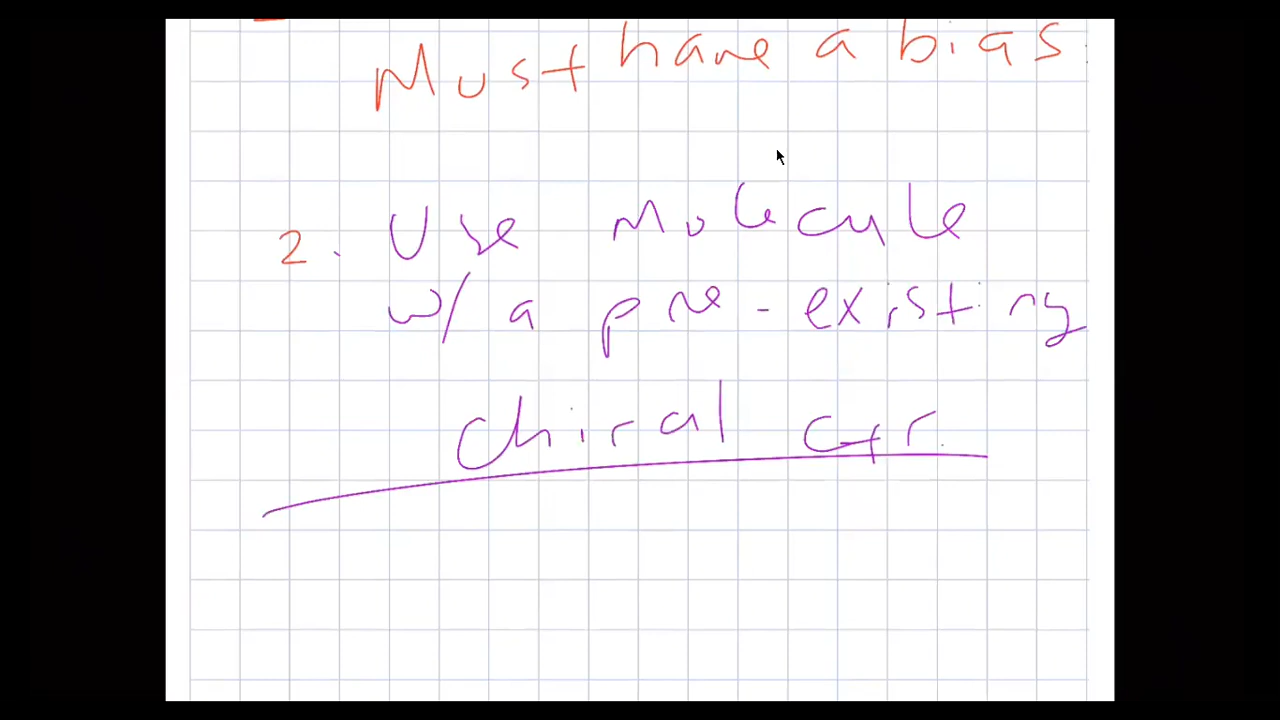 Must have a bias.
2. Use Molecule
w/ a pre-existing
chiral ctr.